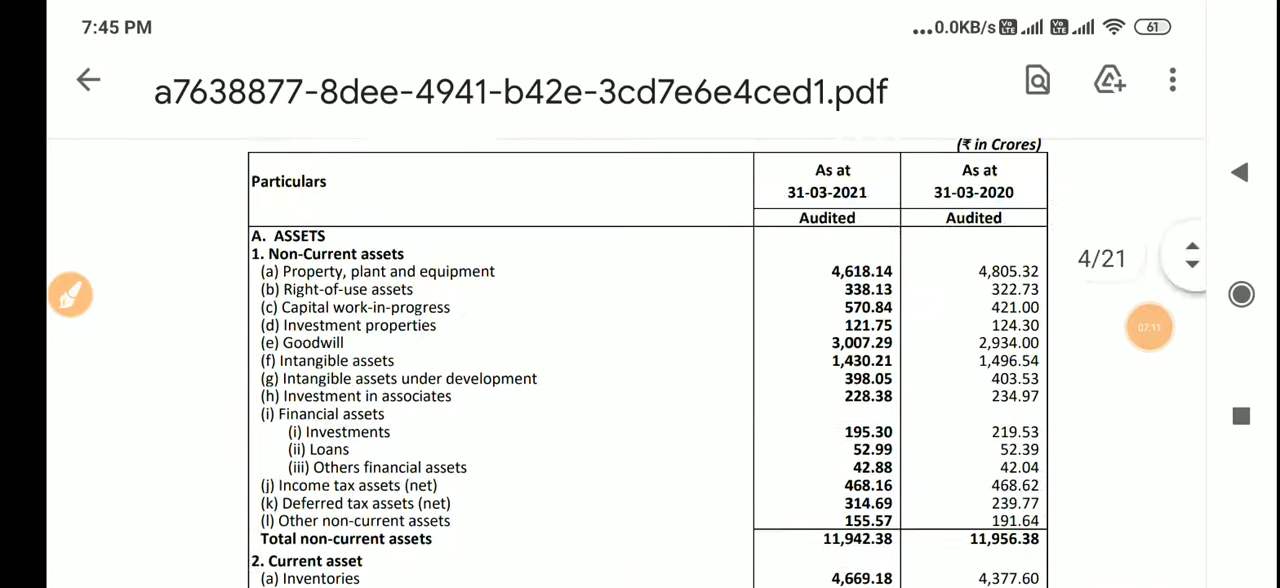 7:45 PM ...0.0KB/s Vo LTE Vo LTE 61
a7638877-8dee-4941-b42e-3cd7e6e4ced1.pdf
(₹ in Crores)
Particulars As at 31-03-2021 As at 31-03-2020
Audited Audited
A. ASSETS
1. Non-Current assets
(a) Property, plant and equipment 4,618.14 4,805.32
(b) Right-of-use assets 338.13 322.73
(c) Capital work-in-progress 570.84 421.00
(d) Investment properties 121.75 124.30
(e) Goodwill 3,007.29 2,934.00
(f) Intangible assets 1,430.21 1,496.54
(g) Intangible assets under development 398.05 403.53
(h) Investment in associates 228.38 234.97
(i) Financial assets
(i) Investments 195.30 219.53
(ii) Loans 52.99 52.39
(iii) Others financial assets 42.88 42.04
(j) Income tax assets (net) 468.16 468.62
(k) Deferred tax assets (net) 314.69 239.77
(l) Other non-current assets 155.57 191.64
Total non-current assets 11,942.38 11,956.38
2. Current asset
(a) Inventories 4,669.18 4,377.60
4/21
07:11